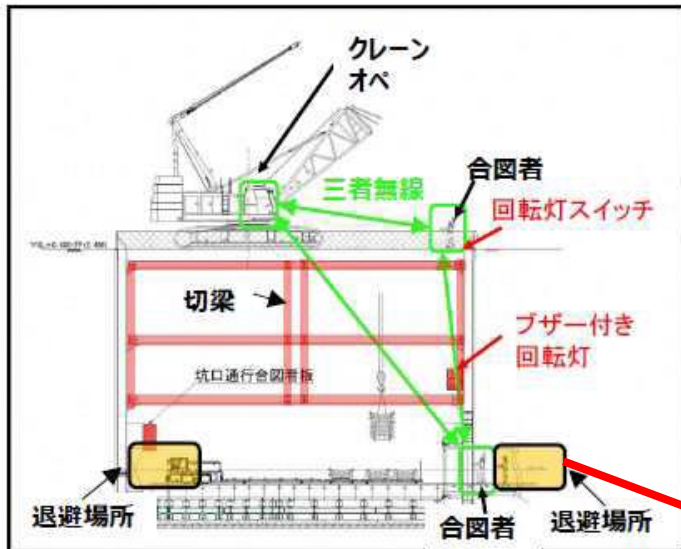 クレーン
オペ
三者無線
合図者
回転灯スイッチ
切梁
ブザー付き
回転灯
坑口通行合図看板
退避場所
合図者
退避場所